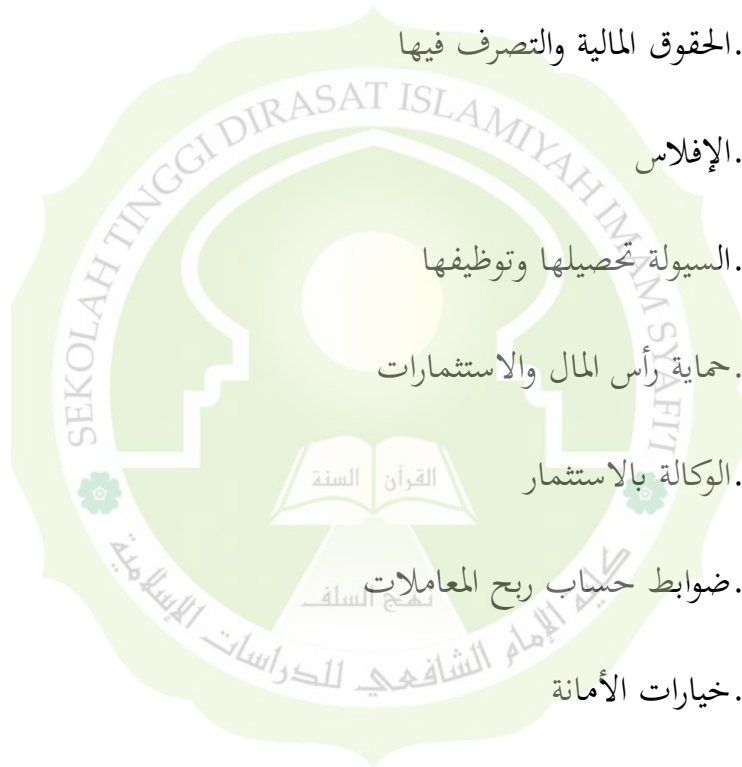 الحقوق المالية والتصرف فيها.
الإفلاس.
السيولة تحصيلها وتوظيفها.
حماية رأس المال والاستثمارات.
الوكالة بالاستثمار.
ضوابط حساب ربح المعاملات.
خيارات الأمانة.
SEKOLAH TINGGI DIRASAT ISLAMIYAH IMAM SYAFI'I
القرآن السنة
نهج السلف
كلية الإمام الشافعي للدراسات الإسلامية